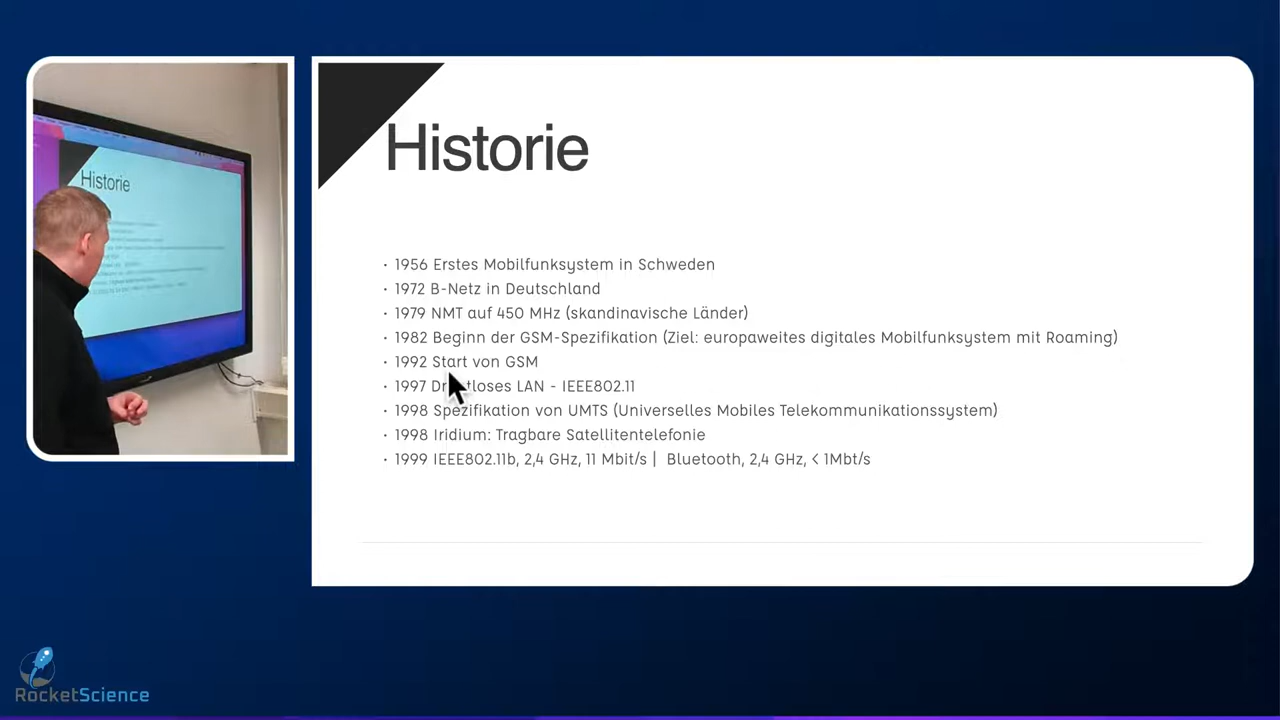 Historie
Historie
· 1956 Erstes Mobilfunksystem in Schweden
· 1972 B-Netz in Deutschland
· 1979 NMT auf 450 MHz (skandinavische Länder)
· 1982 Beginn der GSM-Spezifikation (Ziel: europaweites digitales Mobilfunksystem mit Roaming)
· 1992 Start von GSM
· 1997 Drahtloses LAN - IEEE802.11
· 1998 Spezifikation von UMTS (Universelles Mobiles Telekommunikationssystem)
· 1998 Iridium: Tragbare Satellitentelefonie
· 1999 IEEE802.11b, 2,4 GHz, 11 Mbit/s | Bluetooth, 2,4 GHz, < 1Mbt/s
RocketScience